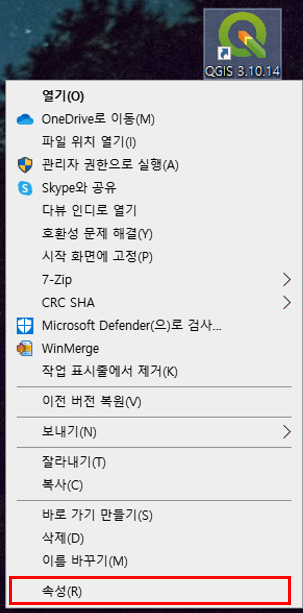 QGIS 3.10.14
열기(O)
OneDrive로 이동(M)
파일 위치 열기(I)
관리자 권한으로 실행(A)
Skype와 공유
다뷰 인디로 열기
호환성 문제 해결(Y)
시작 화면에 고정(P)
7-Zip
CRC SHA
Microsoft Defender(으)로 검사...
WinMerge
작업 표시줄에서 제거(K)
이전 버전 복원(V)
보내기(N)
잘라내기(T)
복사(C)
바로 가기 만들기(S)
삭제(D)
이름 바꾸기(M)
속성(R)